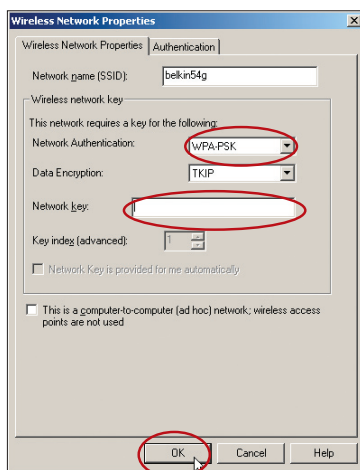 Wireless Network Properties
Wireless Network Properties Authentication
Network name (SSID): belkin54g
Wireless network key
This network requires a key for the following:
Network Authentication: WPA-PSK
Data Encryption: TKIP
Network key:
Key index (advanced): 1
Network Key is provided for me automatically
This is a computer-to-computer (ad hoc) network; wireless access
points are not used
OK Cancel Help